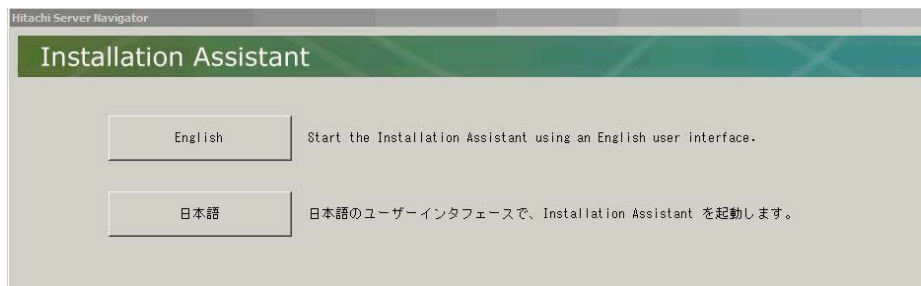 Hitachi Server Navigator
Installation Assistant
English Start the Installation Assistant using an English user interface.
日本語 日本語のユーザーインタフェースで、Installation Assistant を起動します。